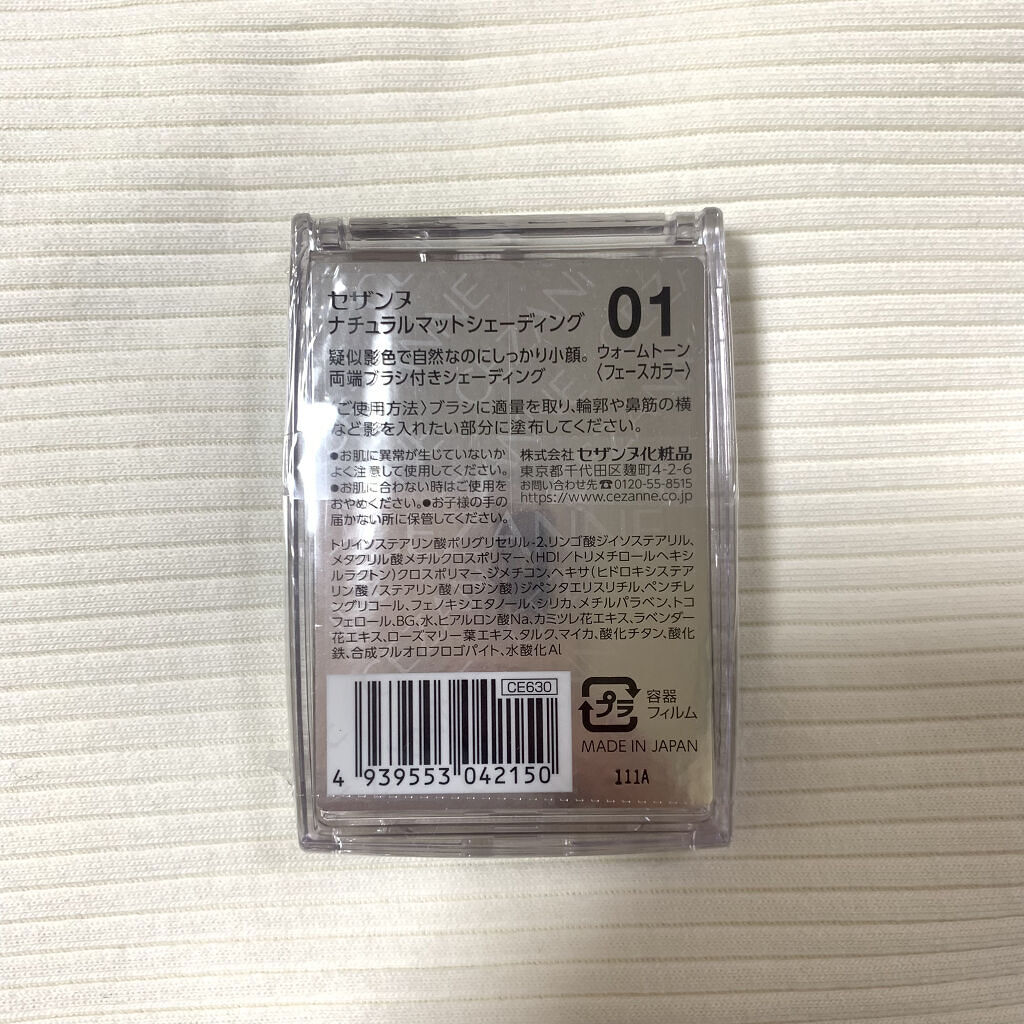 セザンヌ
ナチュラルマットシェーディング
01
疑似影色で自然なのにしっかり小顔。
両端ブラシ付きシェーディング
ウォームトーン
〈フェースカラー〉
〈ご使用方法〉ブラシに適量を取り、輪郭や鼻筋の横
など影を入れたい部分に塗布してください。
●お肌に異常が生じていないか
よく注意して使用してください。
●お肌に合わない時はご使用を
おやめください。●お子様の手の
届かない所に保管してください。
株式会社 セザンヌ化粧品
東京都千代田区麹町4-2-6
お問い合わせ先☎0120-55-8515
https://www.cezanne.co.jp
トリイソステアリン酸ポリグリセリル-2、リンゴ酸ジイソステアリル、
メタクリル酸メチルクロスポリマー、(HDI/トリメチロールヘキシ
ルラクトン)クロスポリマー、ジメチコン、ヘキサ(ヒドロキシステア
リン酸/ステアリン酸/ロジン酸)ジペンタエリスリチル、ペンチレ
ングリコール、フェノキシエタノール、シリカ、メチルパラベン、トコ
フェロール、BG、水、ヒアルロン酸Na、カミツレ花エキス、ラベンダー
花エキス、ローズマリー葉エキス、タルク、マイカ、酸化チタン、酸化
鉄、合成フルオロフロゴパイト、水酸化Al
CE630
4 939553 042150
プラ
容器
フィルム
MADE IN JAPAN
111A